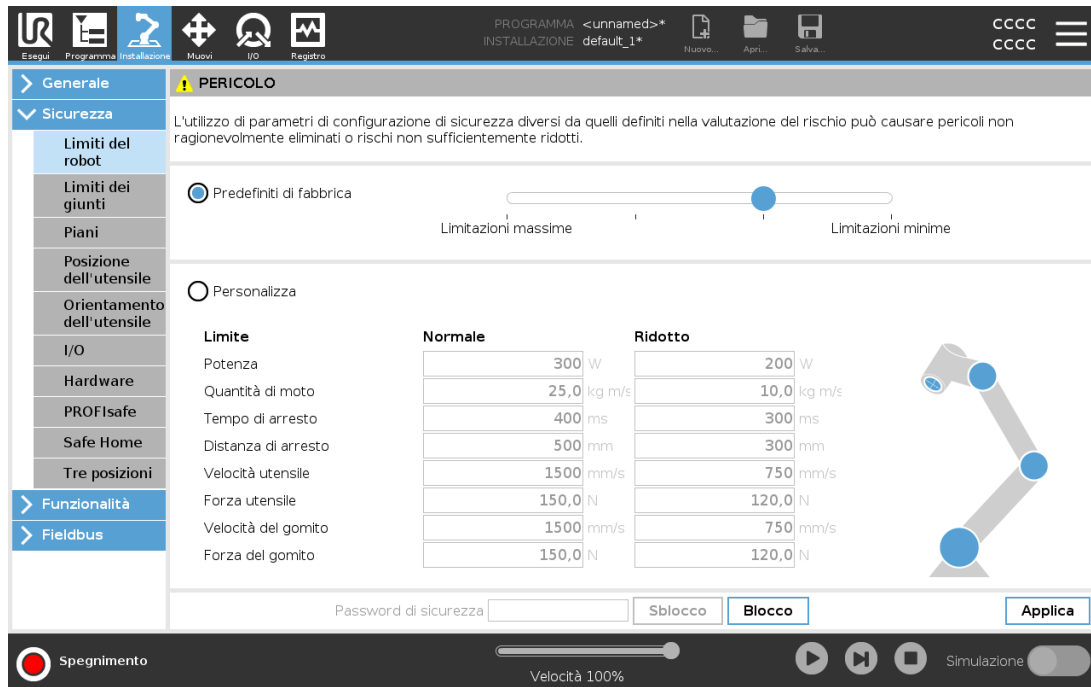 UR
Esegui
Programma
Installazione
Muovi
I/O
Registro
PROGRAMMA <unnamed>*
INSTALLAZIONE default_1*
Nuovo...
Apri...
Salva...
CCCC
CCCC
Generale
Sicurezza
Limiti del
robot
Limiti dei
giunti
Piani
Posizione
dell'utensile
Orientamento
dell'utensile
I/O
Hardware
PROFIsafe
Safe Home
Tre posizioni
Funzionalità
Fieldbus
PERICOLO
L'utilizzo di parametri di configurazione di sicurezza diversi da quelli definiti nella valutazione del rischio può causare pericoli non
ragionevolmente eliminati o rischi non sufficientemente ridotti.
Predefiniti di fabbrica
Limitazioni massime
Limitazioni minime
Personalizza
Limite Normale Ridotto
Potenza 300 W 200 W
Quantità di moto 25,0 kg m/s 10,0 kg m/s
Tempo di arresto 400 ms 300 ms
Distanza di arresto 500 mm 300 mm
Velocità utensile 1500 mm/s 750 mm/s
Forza utensile 150,0 N 120,0 N
Velocità del gomito 1500 mm/s 750 mm/s
Forza del gomito 150,0 N 120,0 N
Password di sicurezza Sblocco Blocco Applica
Spegnimento
Velocità 100%
Simulazione